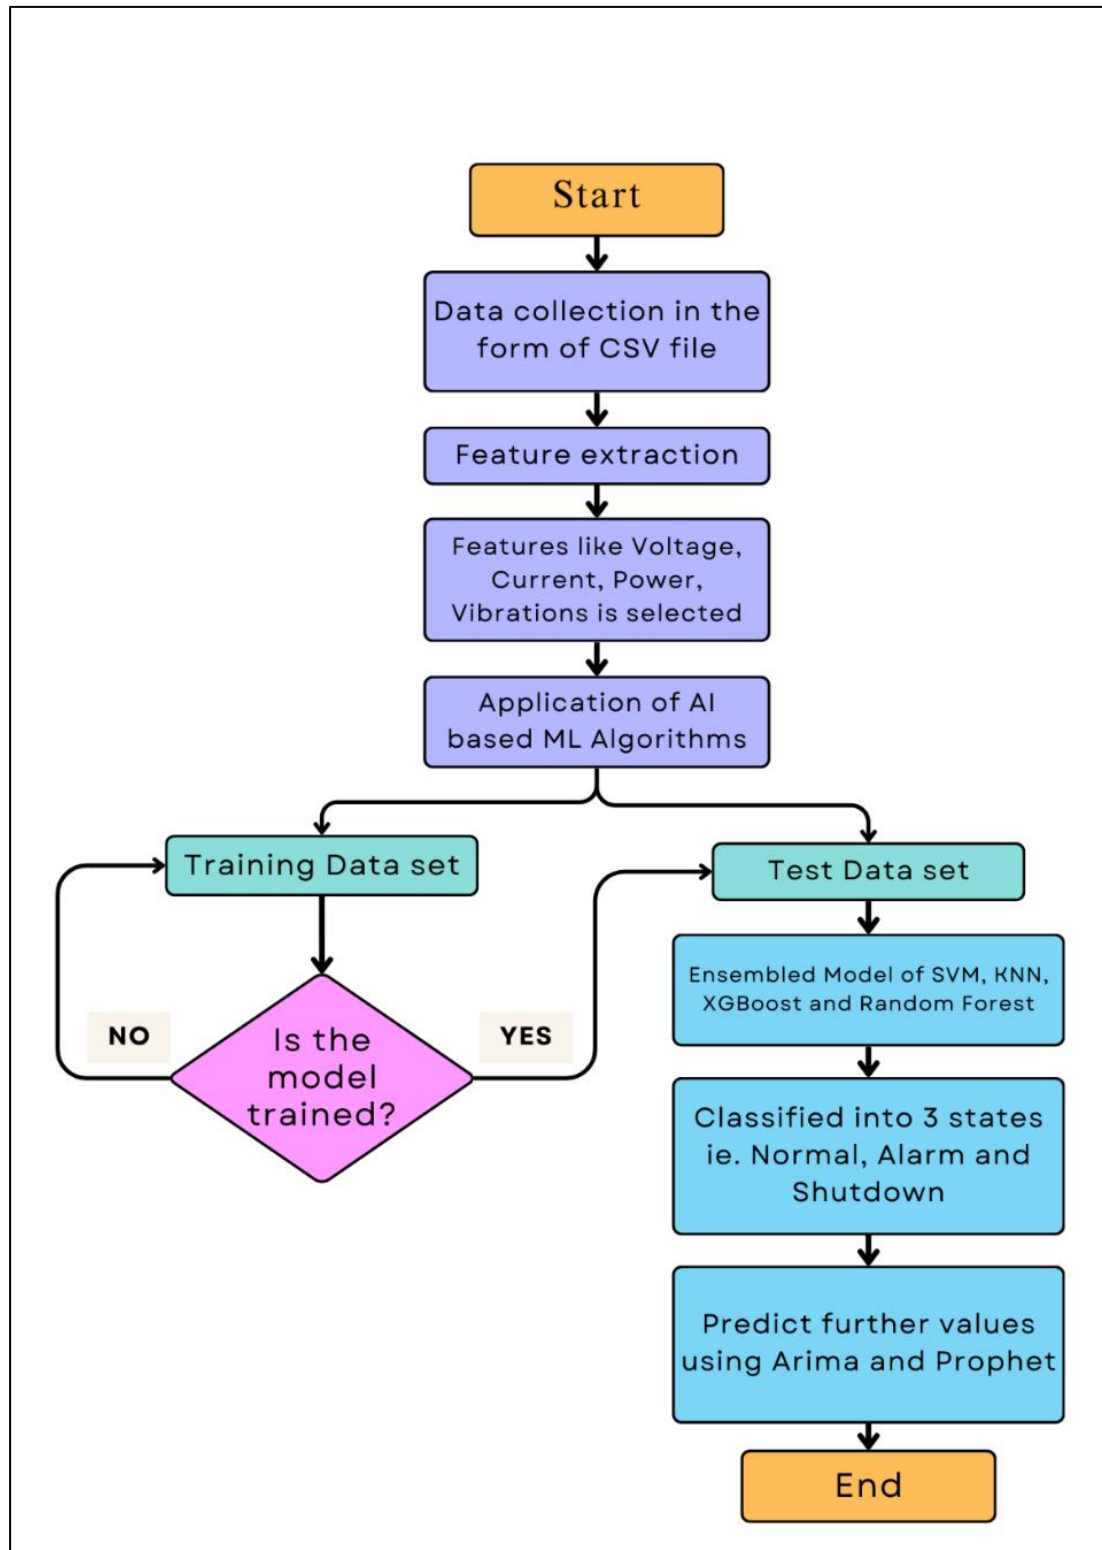 Start
Data collection in the
form of CSV file
Feature extraction
Features like Voltage,
Current, Power,
Vibrations is selected
Application of AI
based ML Algorithms
Training Data set
Test Data set
Ensembled Model of SVM, KNN,
XGBoost and Random Forest
NO
YES
Is the
model
trained?
Classified into 3 states
ie. Normal, Alarm and
Shutdown
Predict further values
using Arima and Prophet
End